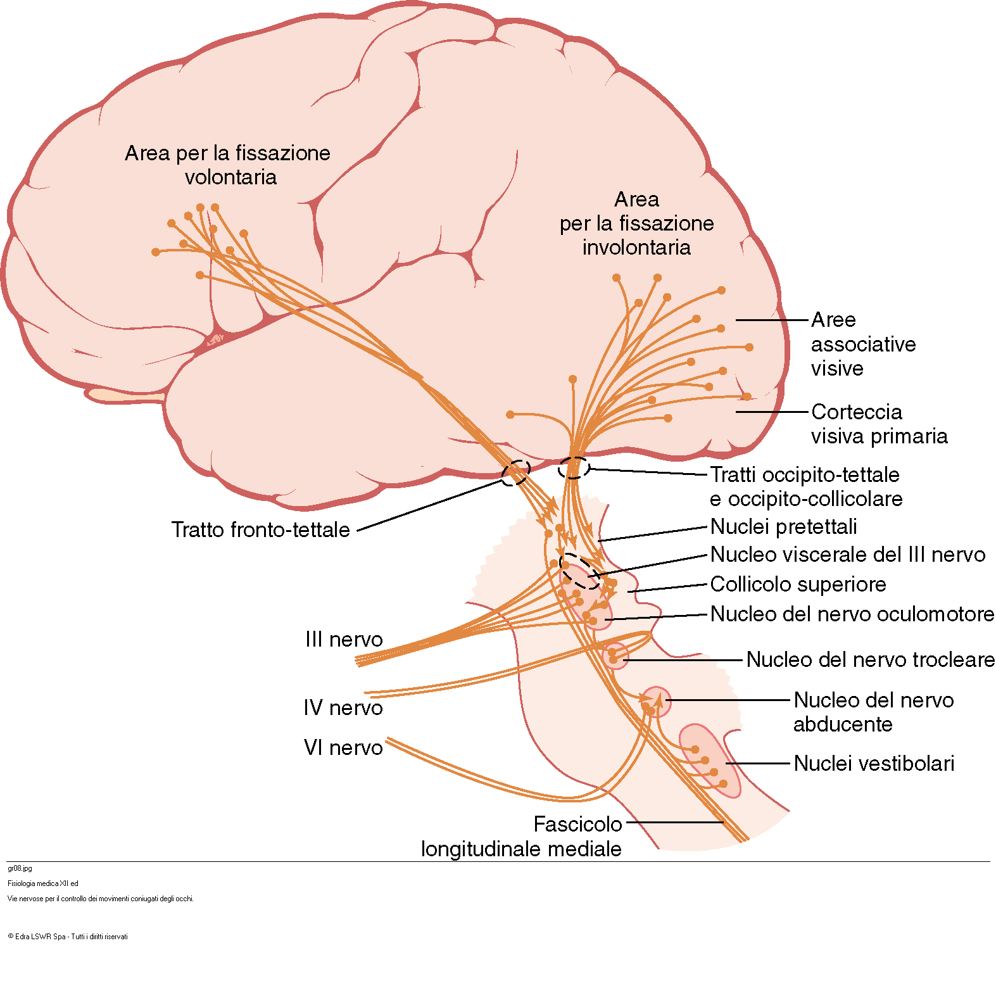 Area per la fissazione
volontaria
Area
per la fissazione
involontaria
Aree
associative
visive
Corteccia
visiva primaria
Tratti occipito-tettale
e occipito-collicolare
Tratto fronto-tettale
Nuclei pretettali
Nucleo viscerale del III nervo
Collicolo superiore
Nucleo del nervo oculomotore
III nervo
Nucleo del nervo trocleare
IV nervo
Nucleo del nervo
abducente
VI nervo
Nuclei vestibolari
Fascicolo
longitudinale mediale
gr08.jpg
Fisiologia medica XII ed
Vie nervose per il controllo dei movimenti coniugati degli occhi.
© Edra LSWR Spa - Tutti i diritti riservati